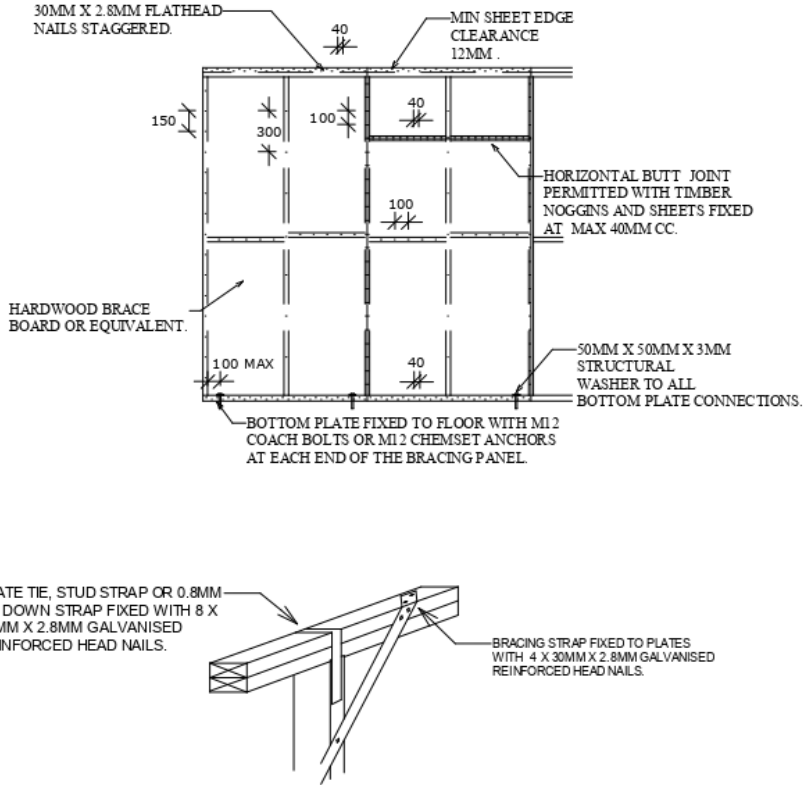 30MM X 2.8MM FLATHEAD
NAILS STAGGERED.
40
MIN SHEET EDGE
CLEARANCE
12MM .
150
300
100
40
HORIZONTAL BUTT JOINT
PERMITTED WITH TIMBER
NOGGINS AND SHEETS FIXED
AT MAX 40MM CC.
100
HARDWOOD BRACE
BOARD OR EQUIVALENT.
100 MAX
40
50MM X 50MM X 3MM
STRUCTURAL
WASHER TO ALL
BOTTOM PLATE CONNECTIONS.
BOTTOM PLATE FIXED TO FLOOR WITH M12
COACH BOLTS OR M12 CHEMSET ANCHORS
AT EACH END OF THE BRACING PANEL.
TIE, STUD STRAP OR 0.8MM
DOWN STRAP FIXED WITH 8 X
X 2.8MM GALVANISED
HEAD NAILS.
BRACING STRAP FIXED TO PLATES
WITH 4 X 30MM X 2.8MM GALVANISED
REINFORCED HEAD NAILS.